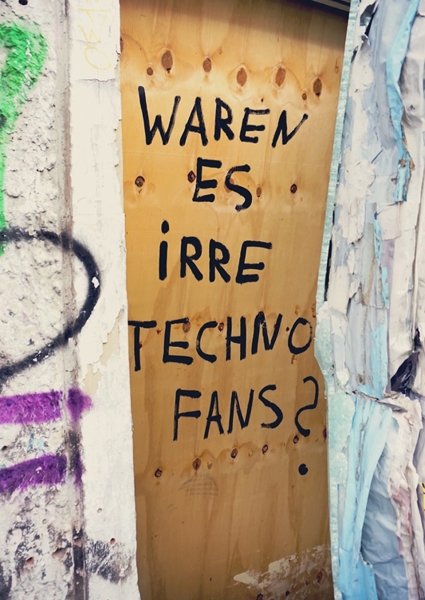 WAREN
ES
iRRE
TECHNO
FANS?